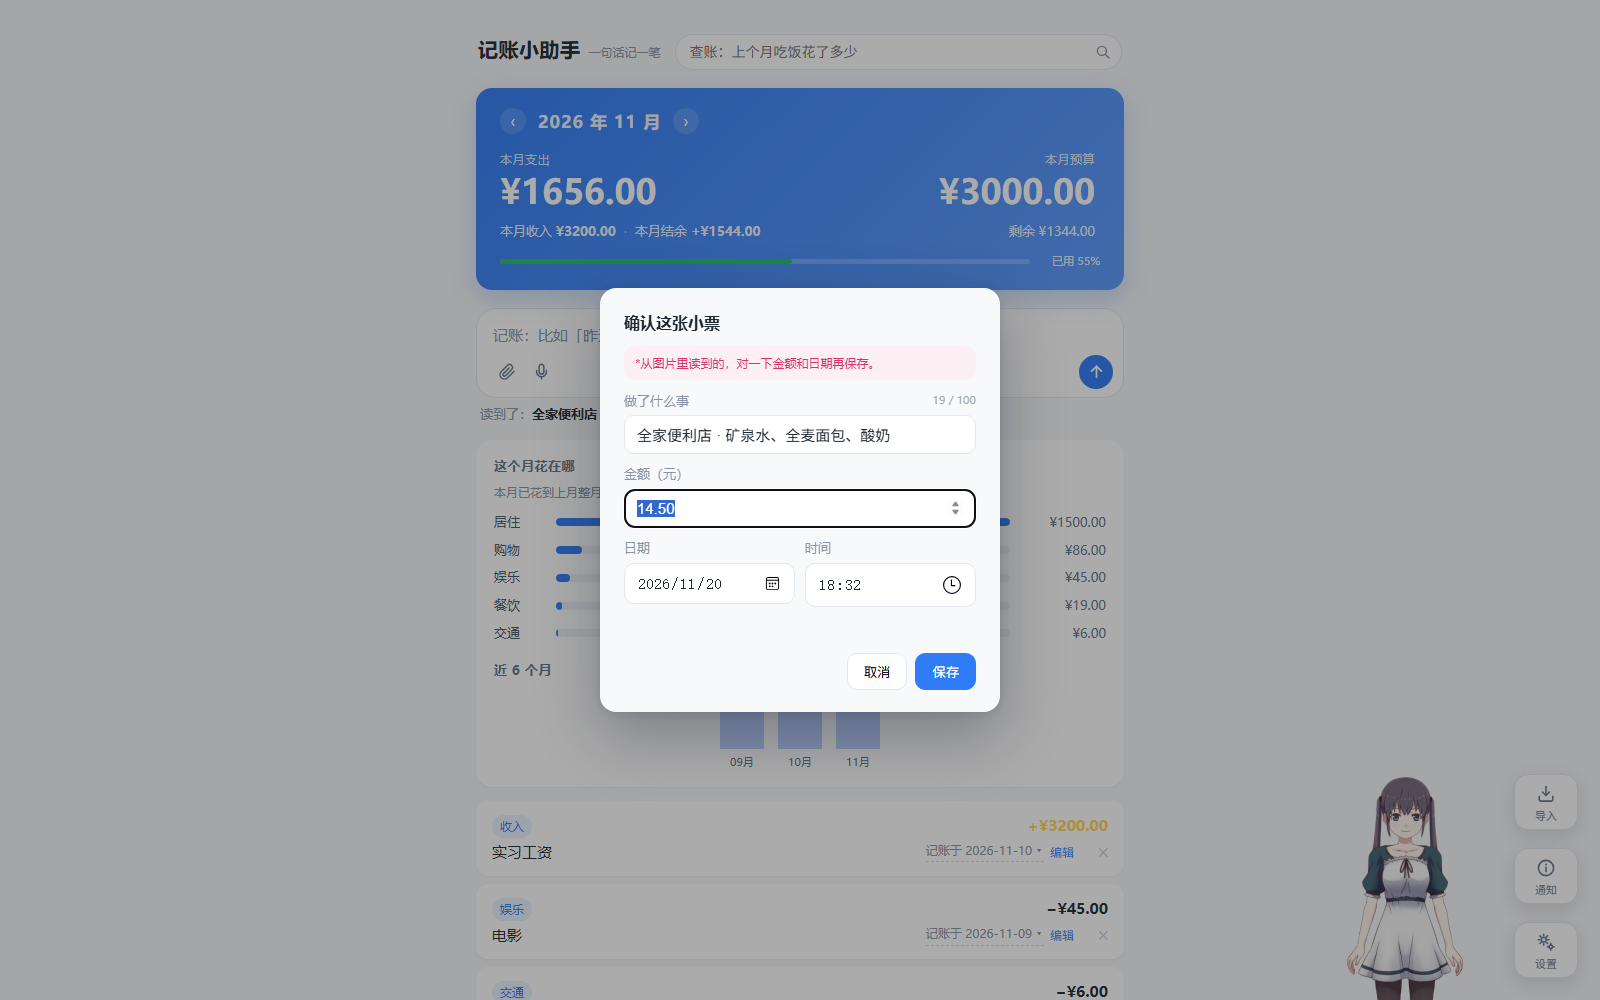 记账小助手 一句话记一笔
查账：上个月吃饭花了多少
2026 年 11 月
本月支出 本月预算
¥1656.00 ¥3000.00
本月收入 ¥3200.00 · 本月结余 +¥1544.00 剩余 ¥1344.00
已用 55%
记账：比如「昨
读到了：全家便利店
确认这张小票
*从图片里读到的，对一下金额和日期再保存。
做了什么事 19 / 100
全家便利店 · 矿泉水、全麦面包、酸奶
金额（元）
14.50
日期 时间
2026/11/20 18:32
取消 保存
这个月花在哪
本月已花到上月整月
居住 ¥1500.00
购物 ¥86.00
娱乐 ¥45.00
餐饮 ¥19.00
交通 ¥6.00
近 6 个月
09月 10月 11月
收入 +¥3200.00
实习工资 记账于 2026-11-10 编辑
娱乐 −¥45.00
电影 记账于 2026-11-09 编辑
交通 −¥6.00
导入
通知
设置